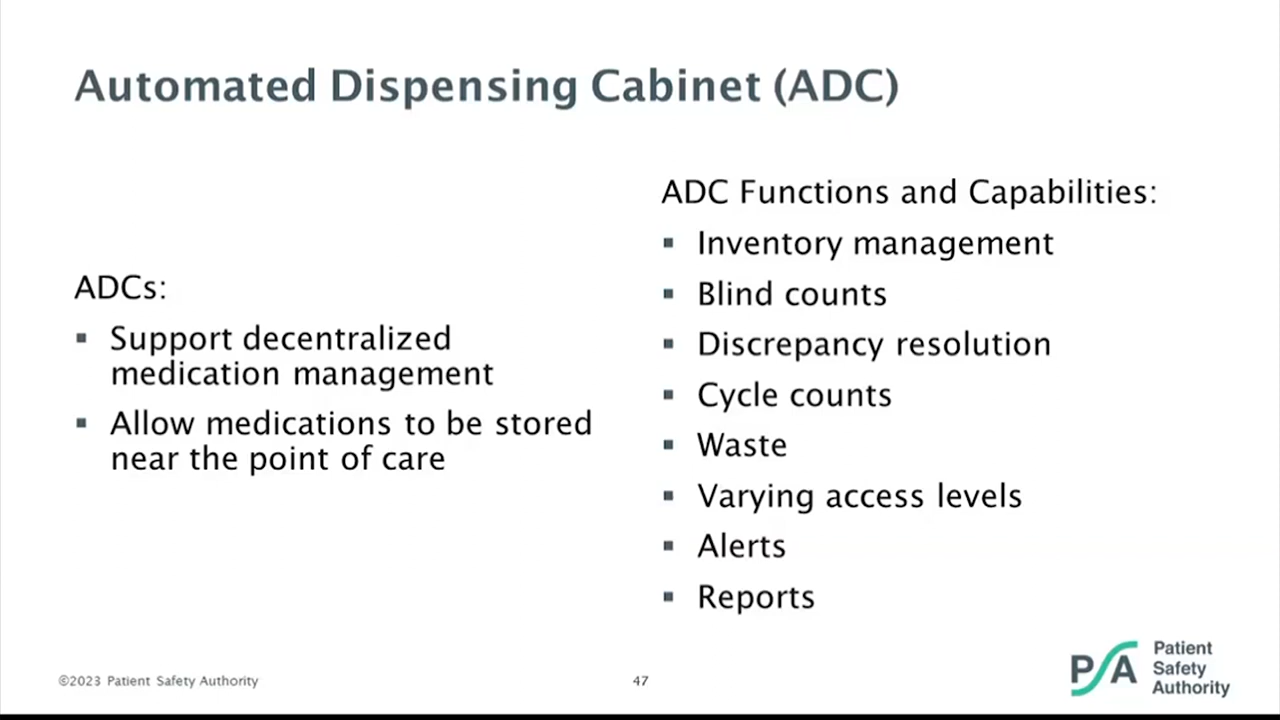 Automated Dispensing Cabinet (ADC)
ADCs:
▪ Support decentralized
medication management
▪ Allow medications to be stored
near the point of care
ADC Functions and Capabilities:
▪ Inventory management
▪ Blind counts
▪ Discrepancy resolution
▪ Cycle counts
▪ Waste
▪ Varying access levels
▪ Alerts
▪ Reports
©2023 Patient Safety Authority
47
PSA
Patient
Safety
Authority